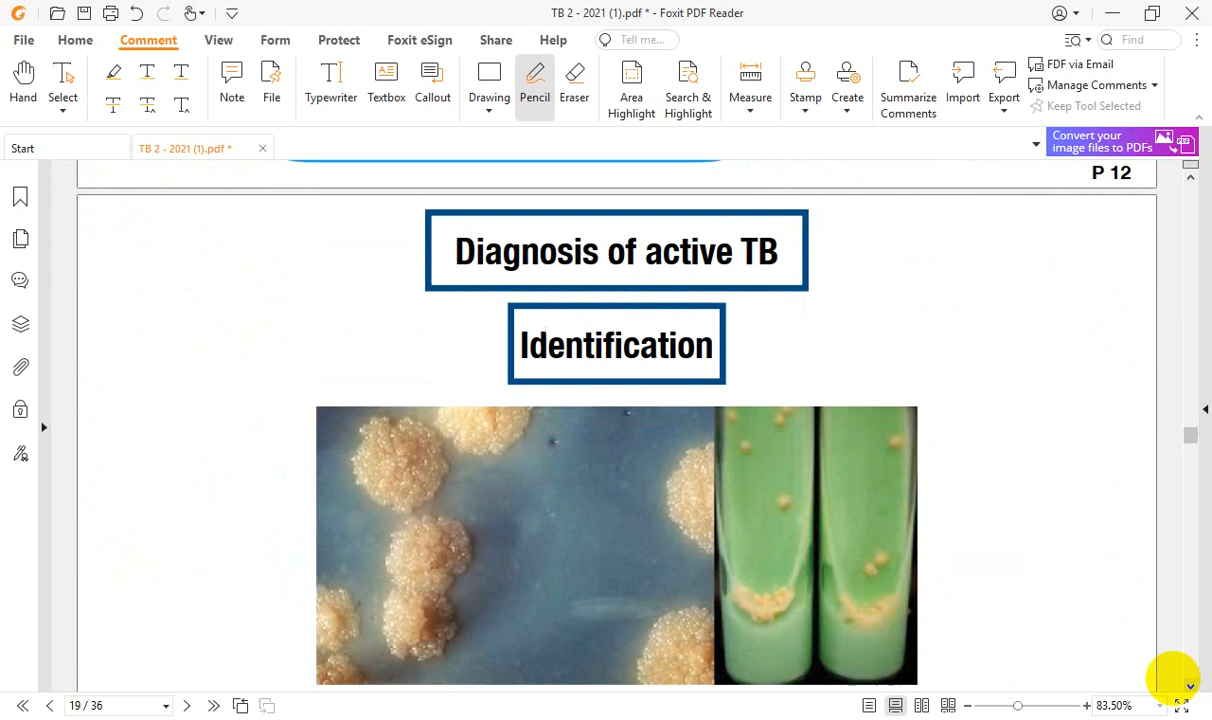 TB 2 - 2021 (1).pdf * - Foxit PDF Reader
File Home Comment View Form Protect Foxit eSign Share Help Tell me... Find
Hand Select Note File Typewriter Textbox Callout Drawing Pencil Eraser Area Highlight Search & Highlight Measure Stamp Create Summarize Comments Import Export
PDF via Email
Manage Comments
Keep Tool Selected
Start TB 2 - 2021 (1).pdf *
Convert your
image files to PDFs
PDF
P 12
Diagnosis of active TB
Identification
19 / 36 83.50%